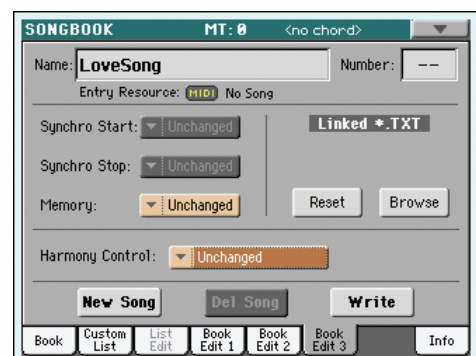 SONGBOOK MT: 0 <no chord>
Name: LoveSong Number: --
Entry Resource: MIDI No Song
Synchro Start: Unchanged Linked *.TXT
Synchro Stop: Unchanged
Memory: Unchanged Reset Browse
Harmony Control: Unchanged
New Song Del Song Write
Book Custom List List Edit Book Edit 1 Book Edit 2 Book Edit 3 Info